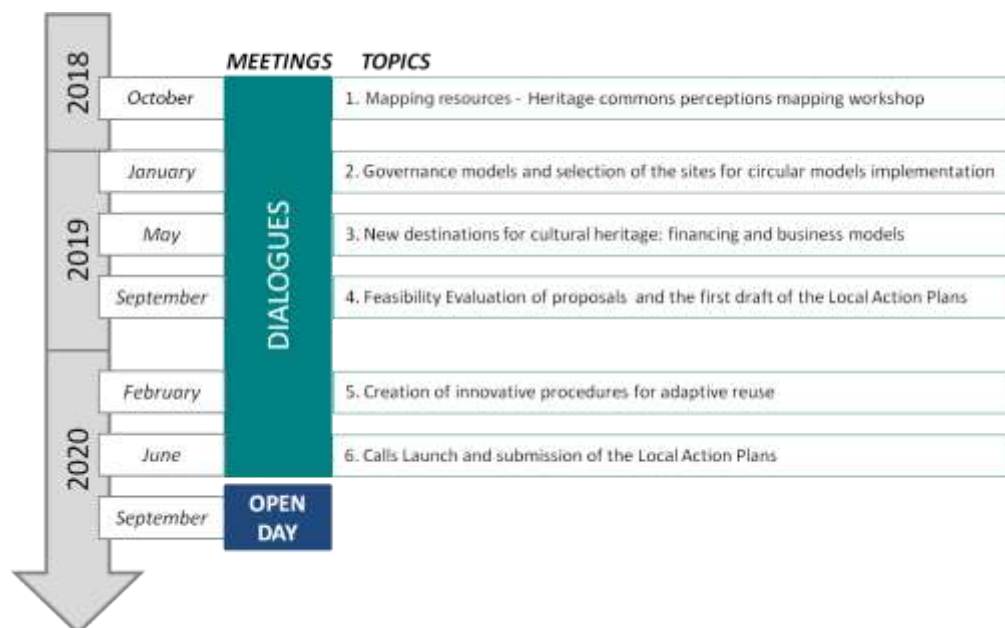 MEETINGS TOPICS
2018
October
1. Mapping resources - Heritage commons perceptions mapping workshop
2019
January
2. Governance models and selection of the sites for circular models implementation
May
3. New destinations for cultural heritage: financing and business models
September
4. Feasibility Evaluation of proposals and the first draft of the Local Action Plans
DIALOGUES
2020
February
5. Creation of innovative procedures for adaptive reuse
June
6. Calls Launch and submission of the Local Action Plans
September
OPEN
DAY